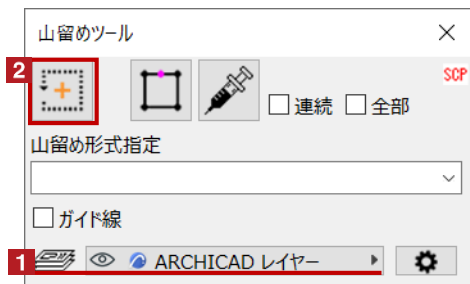 山留めツール
2
SCP
連続 全部
山留め形式指定
ガイド線
1 ARCHICAD レイヤー